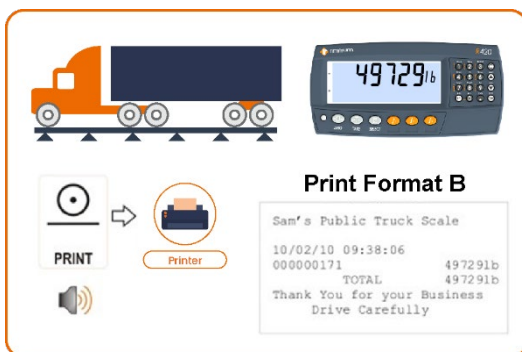 49729lb
Print Format B
PRINT
Printer
Sam's Public Truck Scale
10/02/10 09:38:06
000000171 49729lb
TOTAL 49729lb
Thank You for your Business
Drive Carefully